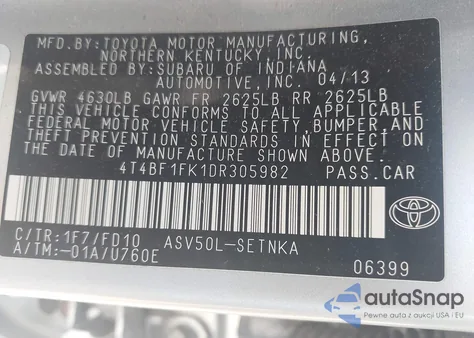 MFD.BY:TOYOTA MOTOR MANUFACTURING,
NORTHERN KENTUCKY,INC.
ASSEMBLED BY:SUBARU OF INDIANA
AUTOMOTIVE,INC. 04/13
GVWR 4630LB GAWR FR 2625LB RR 2625LB
THIS VEHICLE CONFORMS TO ALL APPLICABLE
FEDERAL MOTOR VEHICLE SAFETY,BUMPER,AND
THEFT PREVENTION STANDARDS IN EFFECT ON
THE DATE OF MANUFACTURE SHOWN ABOVE.
4T4BF1FK1DR305982 PASS.CAR
C/TR:1F7/FD10 ASV50L-SETNKA
A/TM:-01A/U760E
TOYOTA
06399
autoSnap
Pewne auta z aukcji USA i EU